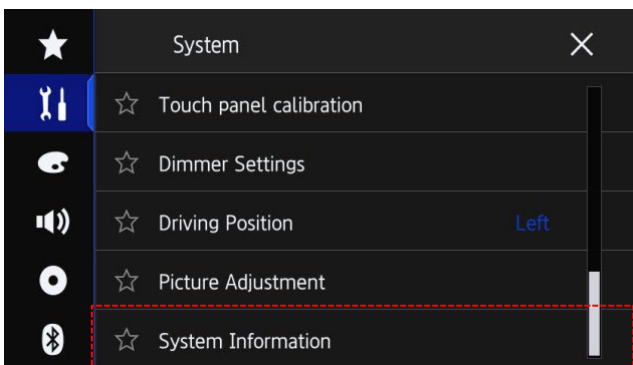 System
Touch panel calibration
Dimmer Settings
Driving Position Left
Picture Adjustment
System Information